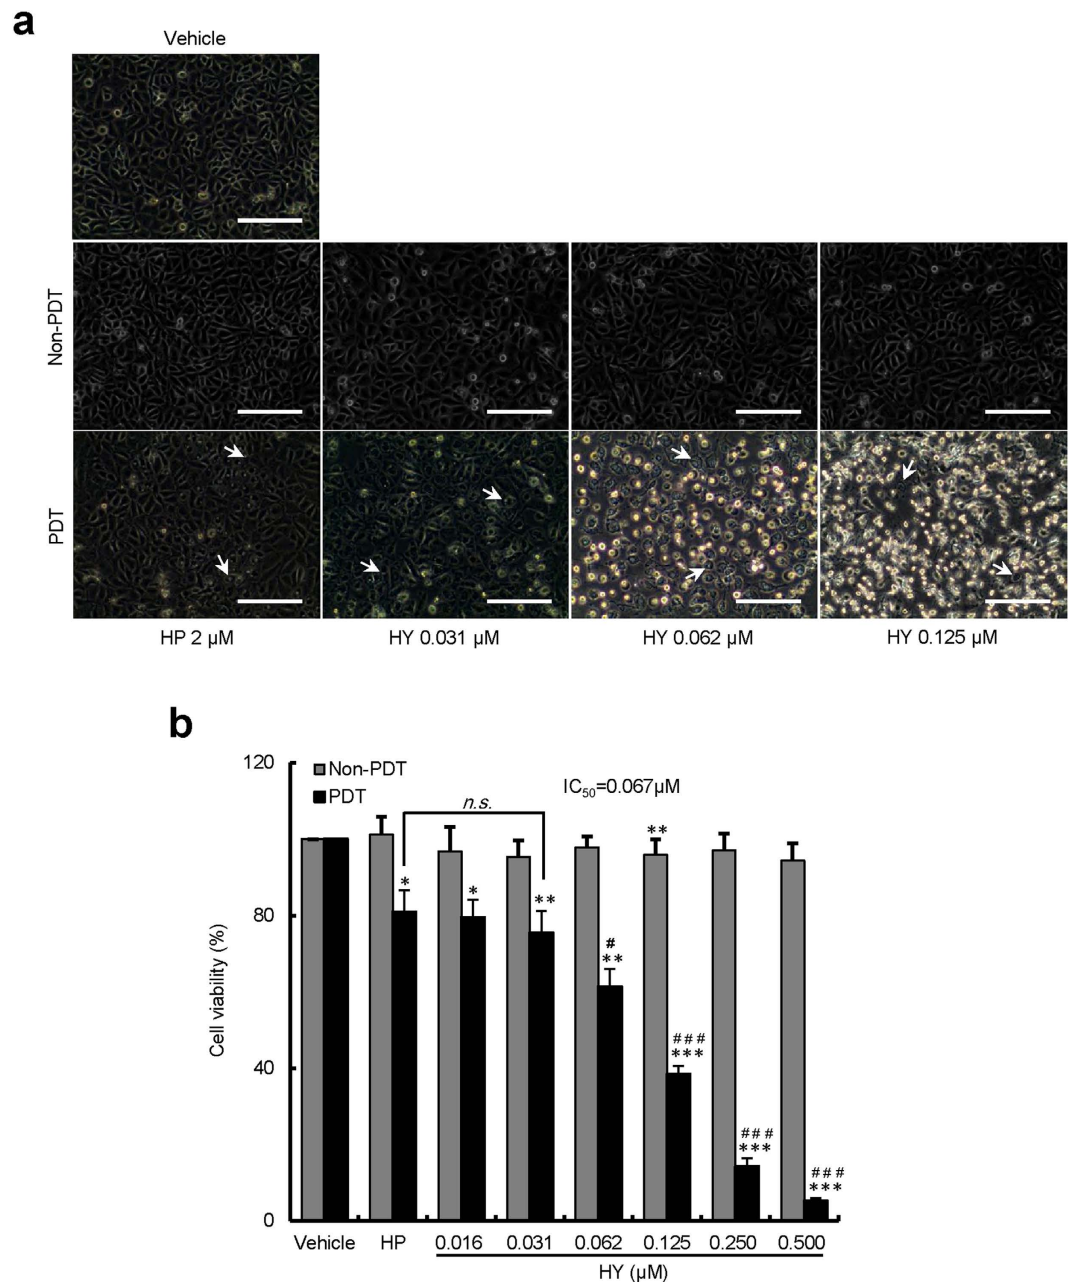 a
Vehicle
Non-PDT
PDT
HP 2 µM HY 0.031 µM HY 0.062 µM HY 0.125 µM
b
120
80
40
0
Cell viability (%)
Non-PDT
PDT
IC50=0.067µM
n.s.
* * ** # ** ** ### *** ### *** ### ***
Vehicle HP 0.016 0.031 0.062 0.125 0.250 0.500
HY (µM)